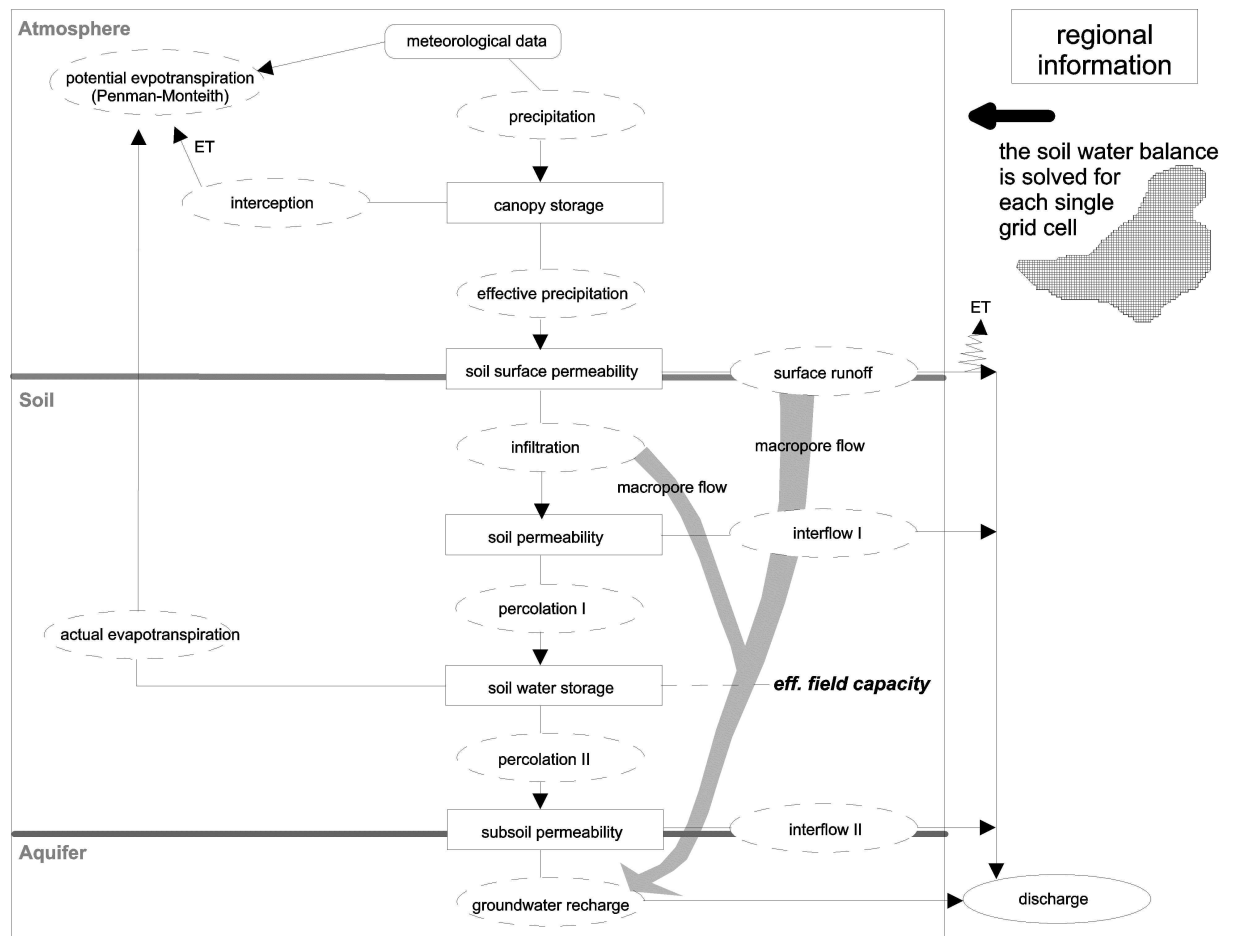 Atmosphere
meteorological data
regional
information
potential evpotranspiration
(Penman-Monteith)
precipitation
ET
the soil water balance
is solved for
each single
grid cell
interception
canopy storage
effective precipitation
ET
soil surface permeability
surface runoff
Soil
infiltration
macropore flow
macropore flow
soil permeability
interflow I
percolation I
actual evapotranspiration
soil water storage
eff. field capacity
percolation II
subsoil permeability
interflow II
Aquifer
groundwater recharge
discharge